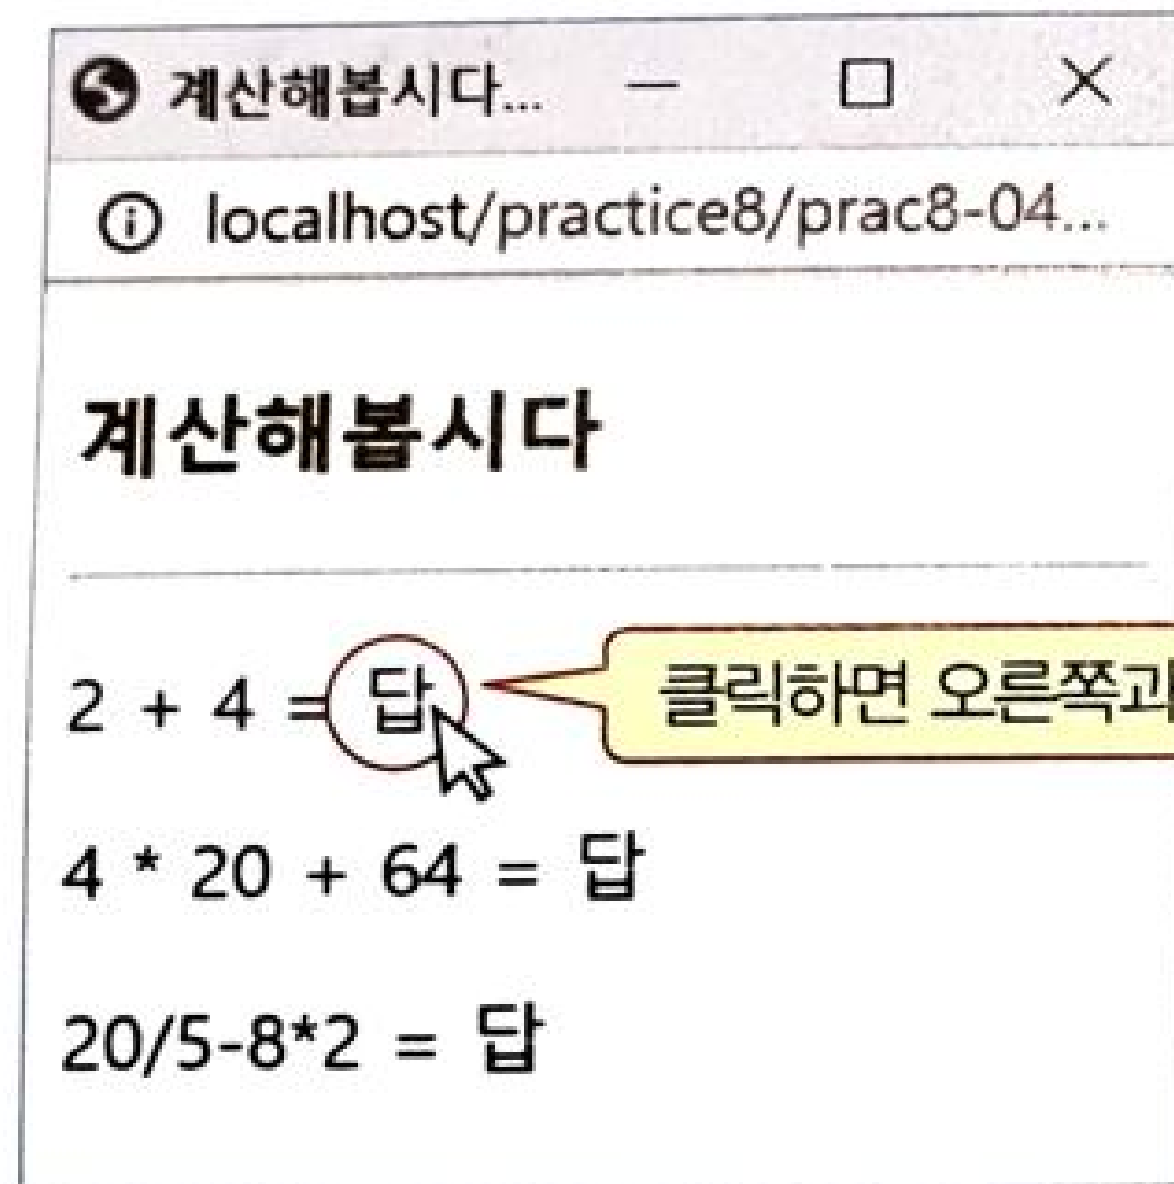 계산해봅시다...
localhost/practice8/prac8-04...
계산해봅시다
2 + 4 = 답
클릭하면 오른쪽과
4 * 20 + 64 = 답
20/5-8*2 = 답